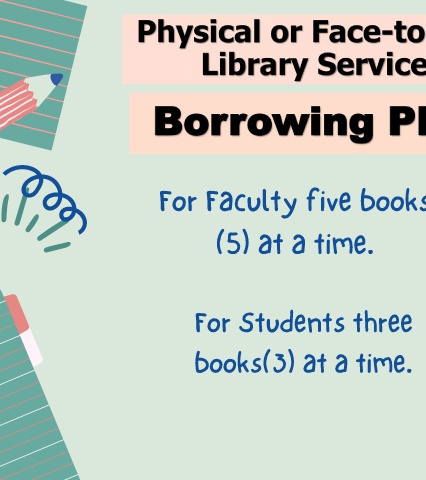 Physical or Face-to
Library Service
Borrowing
For Faculty five books
(5) at a time.
For Students three
books(3) at a time.